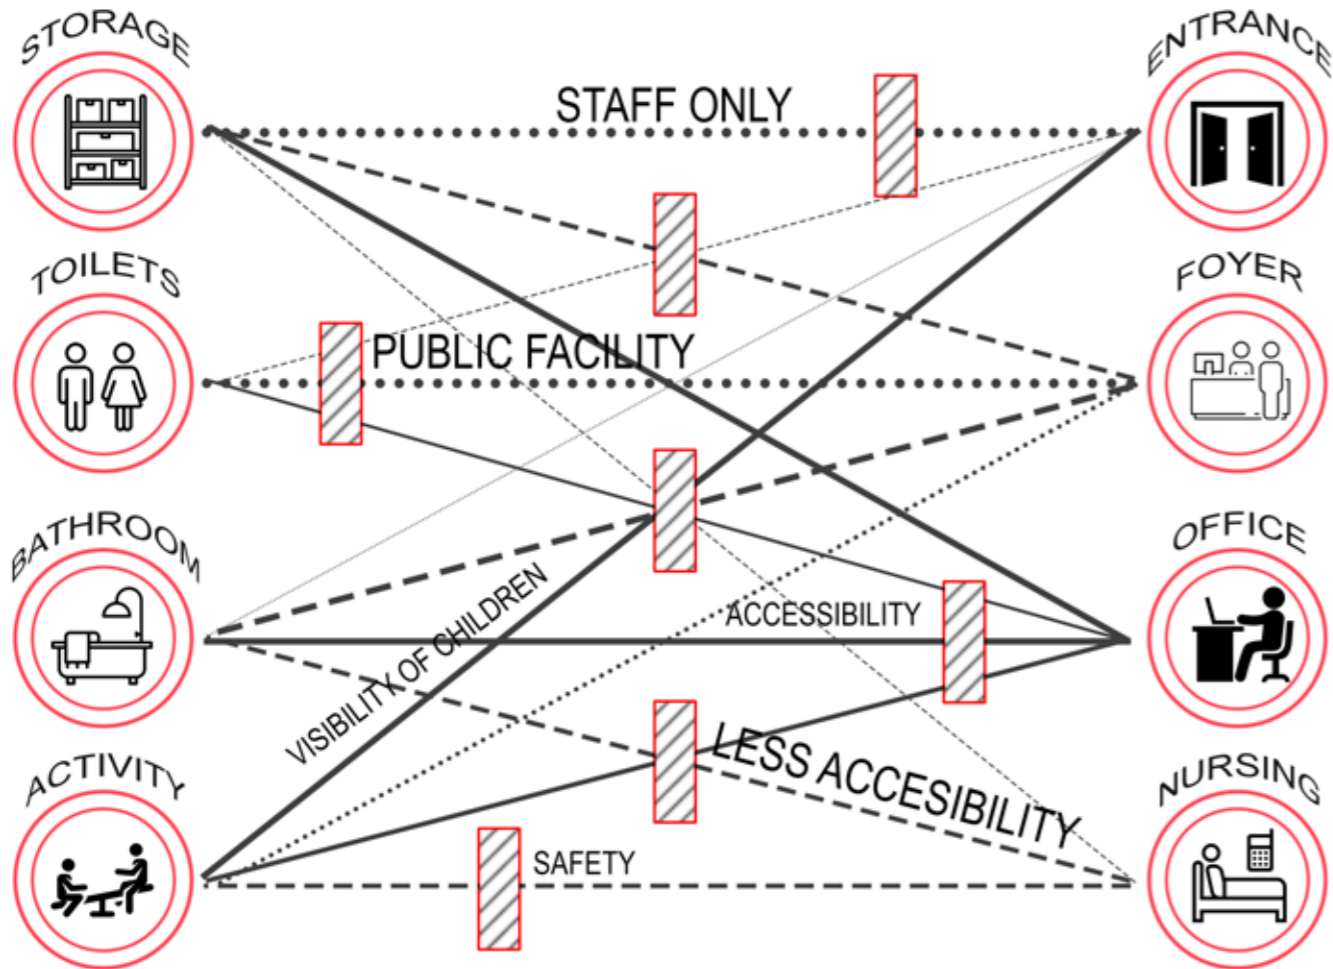 STORAGE
ENTRANCE
STAFF ONLY
TOILETS
FOYER
PUBLIC FACILITY
BATHROOM
OFFICE
VISIBILITY OF CHILDREN
ACCESSIBILITY
ACTIVITY
LESS ACCESIBILITY
NURSING
SAFETY